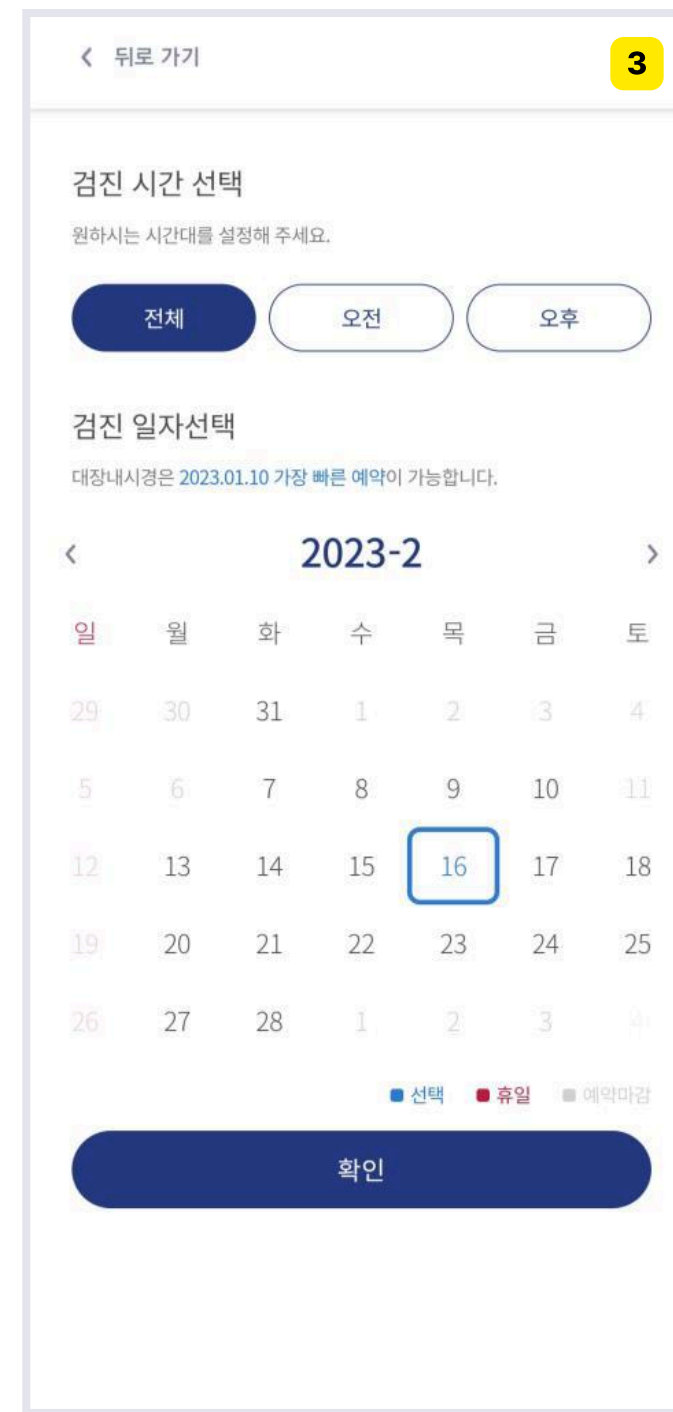 뒤로 가기
3
검진 시간 선택
원하시는 시간대를 설정해 주세요.
전체 오전 오후
검진 일자선택
대장내시경은 2023.01.10 가장 빠른 예약이 가능합니다.
2023-2
일 월 화 수 목 금 토
29 30 31 1 2 3 4
5 6 7 8 9 10 11
12 13 14 15 16 17 18
19 20 21 22 23 24 25
26 27 28 1 2 3 4
선택 휴일 예약마감
확인